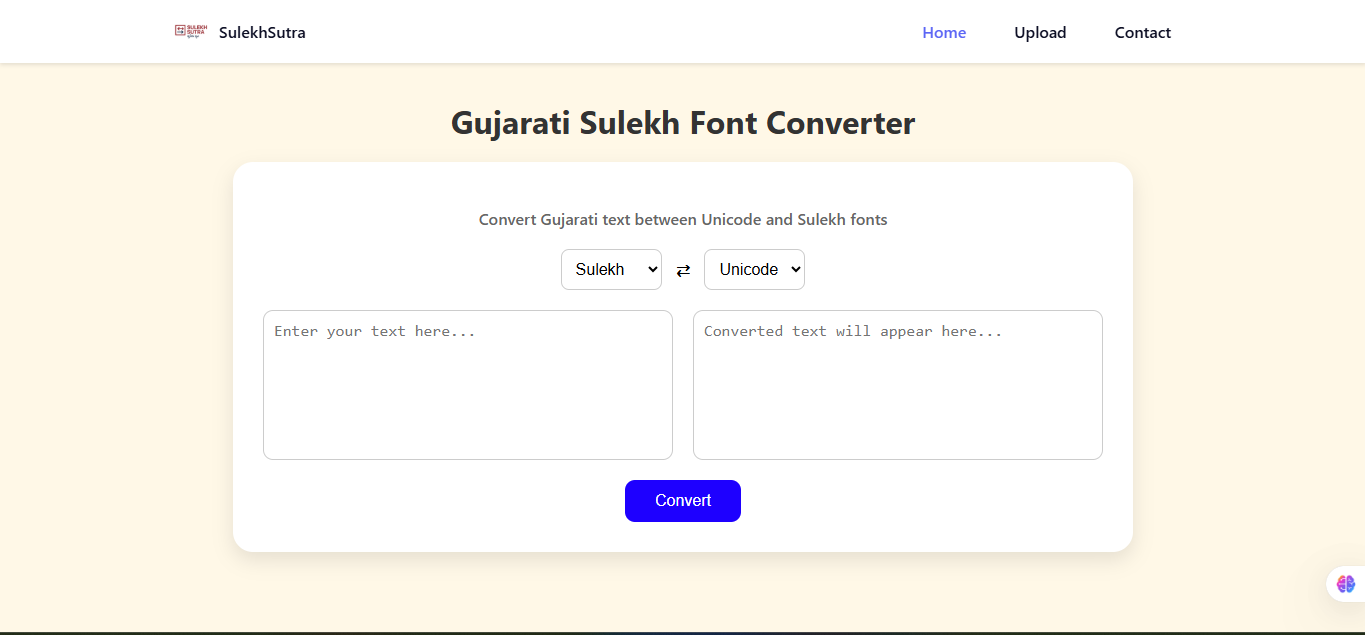 SULEKH
SUTRA
SulekhSutra
Home
Upload
Contact
Gujarati Sulekh Font Converter
Convert Gujarati text between Unicode and Sulekh fonts
Sulekh
⇄
Unicode
Enter your text here...
Converted text will appear here...
Convert